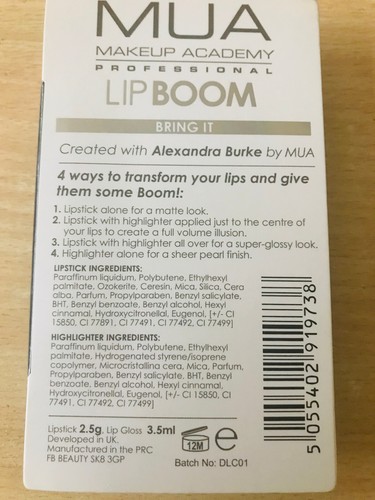 MUA
MAKEUP ACADEMY
PROFESSIONAL
LIPBOOM
BRING IT
Created with Alexandra Burke by MUA
4 ways to transform your lips and give
them some Boom!:
1. Lipstick alone for a matte look.
2. Lipstick with highlighter applied just to the centre of
your lips to create a full volume illusion.
3. Lipstick with highlighter all over for a super-glossy look.
4. Highlighter alone for a sheer pearl finish.
LIPSTICK INGREDIENTS:
Paraffinum liquidum, Polybutene, Ethylhexyl
palmitate, Ozokerite, Ceresin, Mica, Silica, Cera
alba, Parfum, Propylparaben, Benzyl salicylate,
BHT, Benzyl benzoate, Benzyl alcohol, Hexyl
cinnamal, Hydroxycitronellal, Eugenol, [+/- CI
15850, CI 77891, CI 77491, CI 77492, CI 77499]
HIGHLIGHTER INGREDIENTS:
Paraffinum liquidum, Polybutene, Ethylhexyl
palmitate, Hydrogenated styrene/isoprene
copolymer, Microcristallina cera, Mica, Parfum,
Propylparaben, Benzyl salicylate, BHT, Benzyl
benzoate, Benzyl alcohol, Hexyl cinnamal,
Hydroxycitronellal, Eugenol, [+/- CI 15850, CI
77491, CI 77492, CI 77499]
5 055402 919738
Lipstick 2.5g, Lip Gloss 3.5ml
Developed in UK.
Manufactured in the PRC
FB BEAUTY SK8 3GP
12M
e
Batch No: DLC01